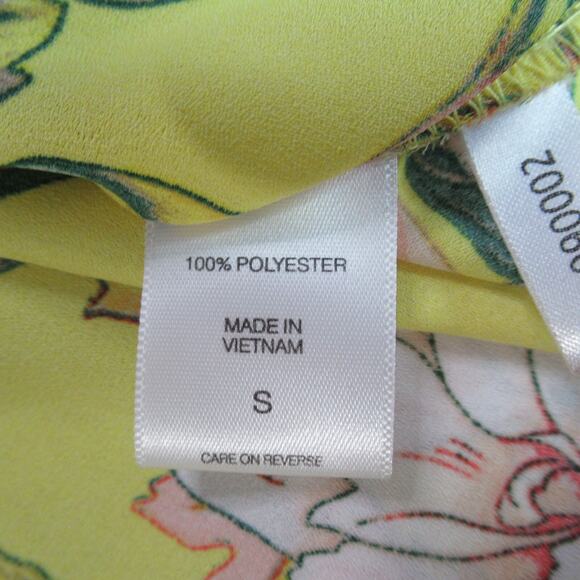 100% POLYESTER
MADE IN
VIETNAM
S
CARE ON REVERSE